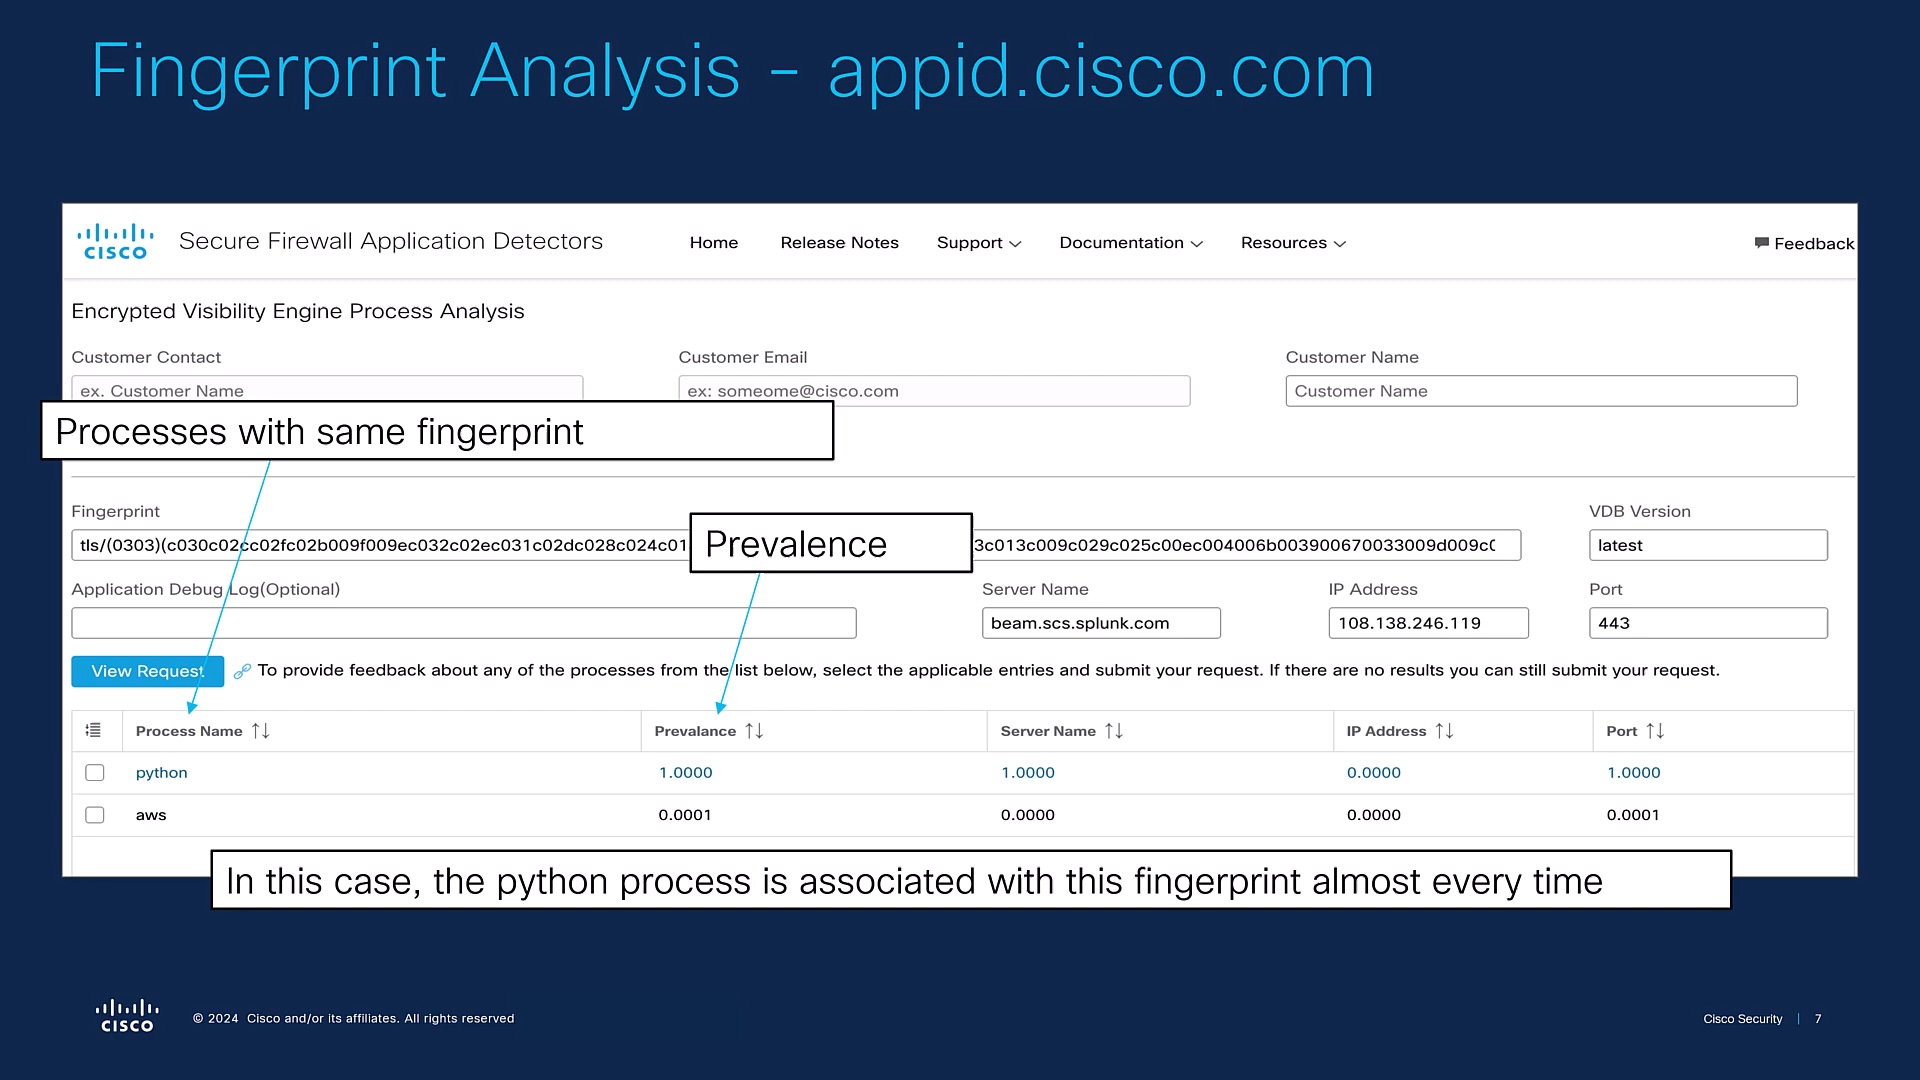 Fingerprint Analysis - appid.cisco.com
CISCO
Secure Firewall Application Detectors
Home
Release Notes
Support
Documentation
Resources
Feedback
Encrypted Visibility Engine Process Analysis
Customer Contact
Customer Email
Customer Name
ex. Customer Name
ex: someome@cisco.com
Customer Name
Processes with same fingerprint
Fingerprint
VDB Version
tls/(0303)(c030c02cc02fc02b009f009ec032c02ec031c02dc028c024c01
Prevalence
3c013c009c029c025c00ec004006b003900670033009d009c
latest
Application Debug Log(Optional)
Server Name
IP Address
Port
beam.scs.splunk.com
108.138.246.119
443
View Request
To provide feedback about any of the processes from the list below, select the applicable entries and submit your request. If there are no results you can still submit your request.
Process Name
Prevalance
Server Name
IP Address
Port
python 1.0000 1.0000 0.0000 1.0000
aws 0.0001 0.0000 0.0000 0.0001
In this case, the python process is associated with this fingerprint almost every time
CISCO
© 2024 Cisco and/or its affiliates. All rights reserved
Cisco Security | 7